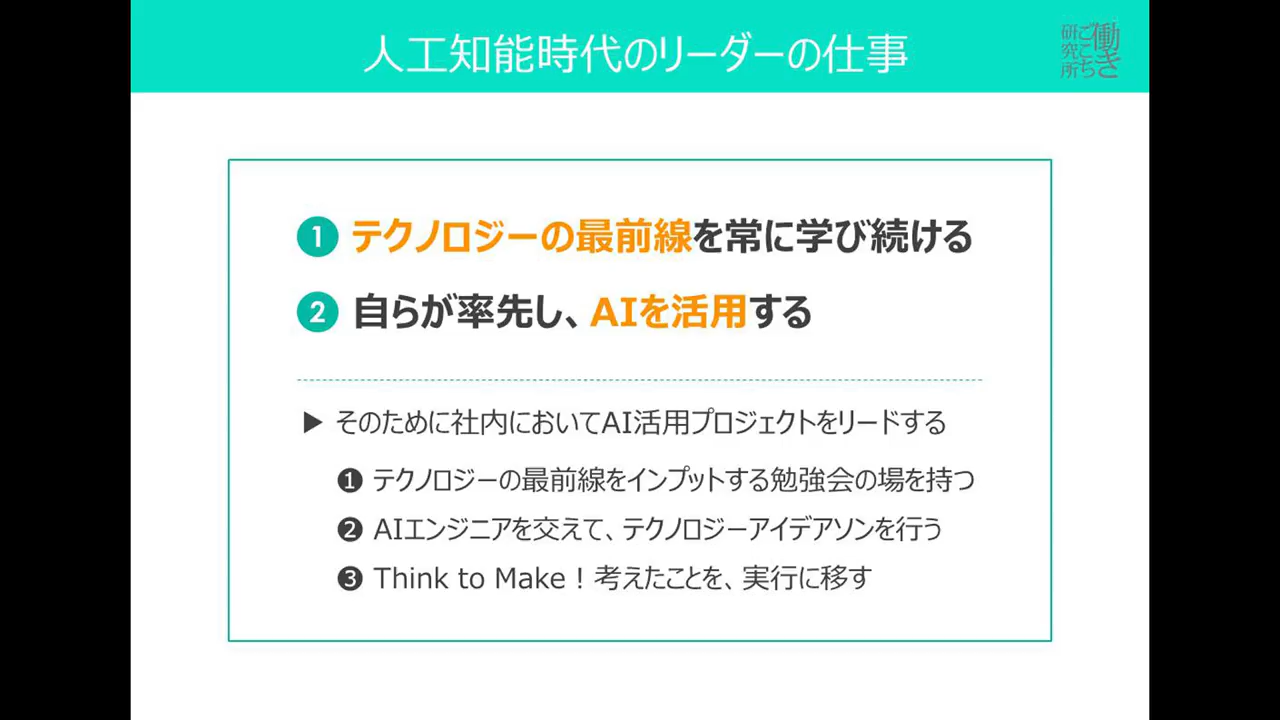 人工知能時代のリーダーの仕事
働き
ごこち
研究所
1 テクノロジーの最前線を常に学び続ける
2 自らが率先し、AIを活用する
▶ そのために社内においてAI活用プロジェクトをリードする
❶ テクノロジーの最前線をインプットする勉強会の場を持つ
❷ AIエンジニアを交えて、テクノロジーアイデアソンを行う
❸ Think to Make！考えたことを、実行に移す